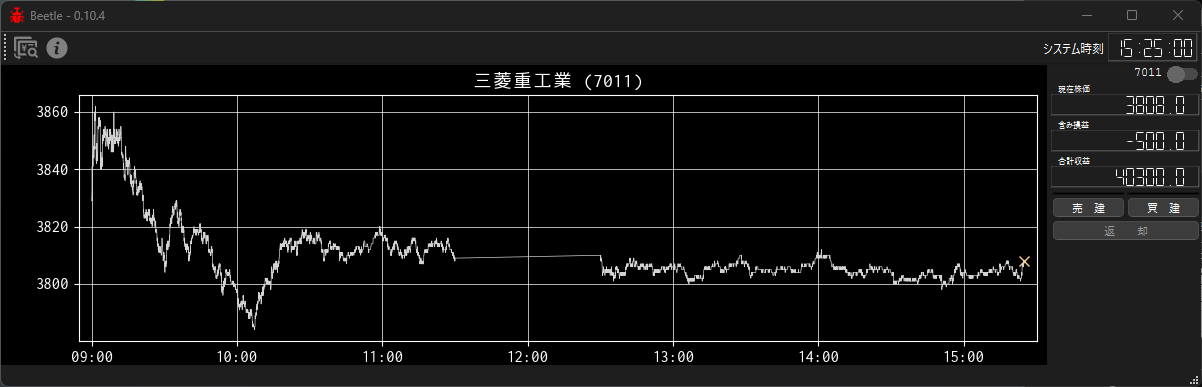 Beetle - 0.10.4
システム時刻 15:25:00
三菱重工業 (7011)
7011
現在株価
3808.0
含み損益
-500.0
合計収益
40300.0
売 建 買 建
返 却
3860
3840
3820
3800
09:00 10:00 11:00 12:00 13:00 14:00 15:00